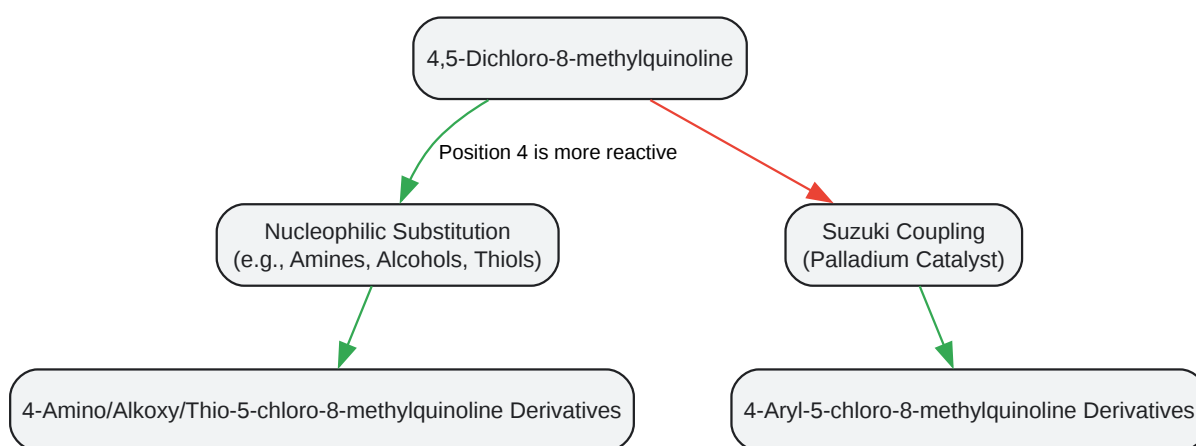 4,5-Dichloro-8-methylquinoline
Position 4 is more reactive
Nucleophilic Substitution
(e.g., Amines, Alcohols, Thiols)
Suzuki Coupling
(Palladium Catalyst)
4-Amino/Alkoxy/Thio-5-chloro-8-methylquinoline Derivatives
4-Aryl-5-chloro-8-methylquinoline Derivatives